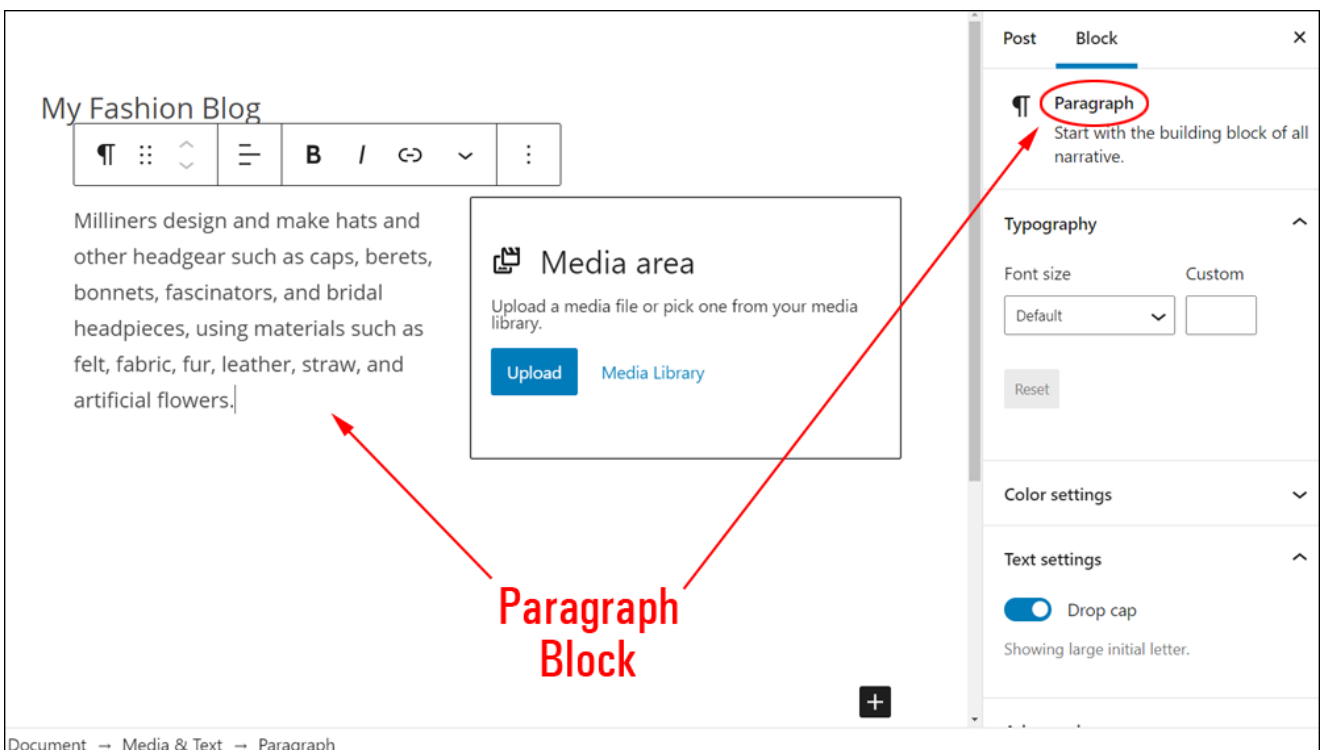 Post Block ×
My Fashion Blog
¶ Paragraph
Start with the building block of all
narrative.
¶ B I
Milliners design and make hats and
other headgear such as caps, berets,
bonnets, fascinators, and bridal
headpieces, using materials such as
felt, fabric, fur, leather, straw, and
artificial flowers.
Media area
Upload a media file or pick one from your media
library.
Upload Media Library
Typography
Font size Custom
Default
Reset
Color settings
Text settings
Drop cap
Showing large initial letter.
Paragraph
Block
+
Document → Media & Text → Paragraph